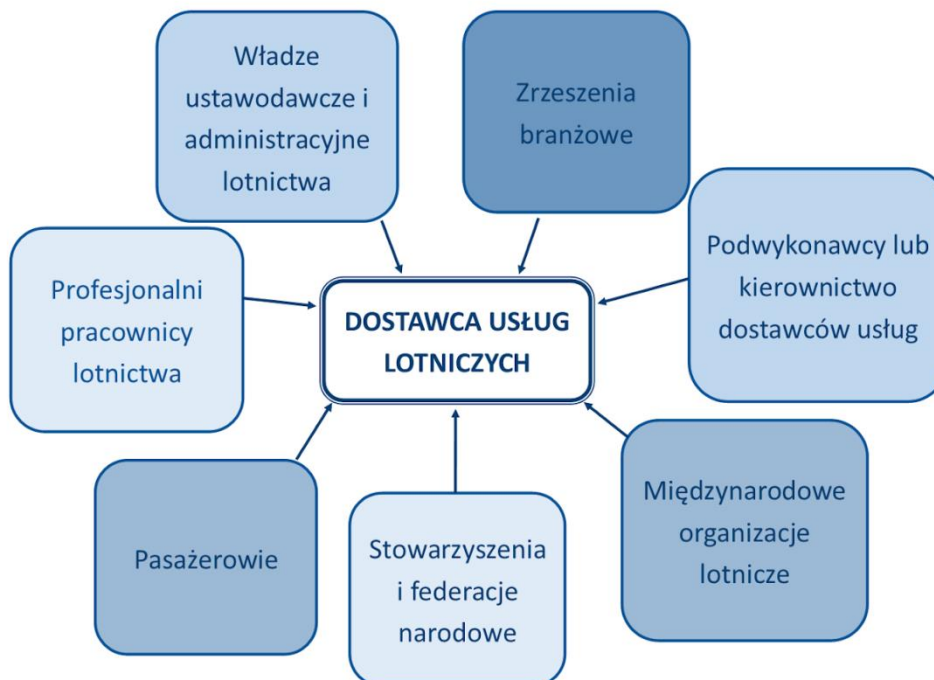 Władze
ustawodawcze i
administracyjne
lotnictwa
Zrzeszenia
branżowe
Profesjonalni
pracownicy
lotnictwa
DOSTAWCA USŁUG
LOTNICZYCH
Podwykonawcy lub
kierownictwo
dostawców usług
Pasażerowie
Stowarzyszenia
i federacje
narodowe
Międzynarodowe
organizacje
lotnicze